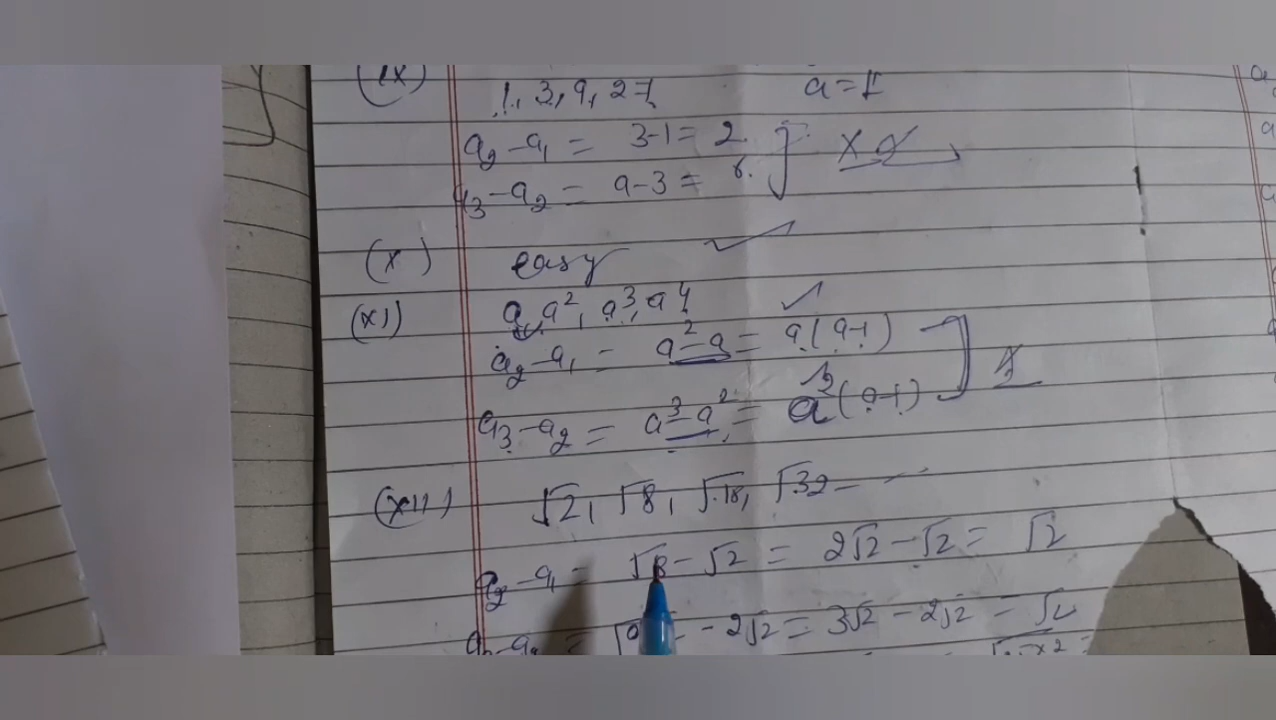 (ix) 1, 3, 9, 27 a=1
a₂-a₁ = 3-1 = 2
a₃-a₂ = 9-3 = 6.
(x) easy ✓
(xi) a, a², a³, a⁴ ✓
a₂-a₁ = a²-a = a(a-1)
a₃-a₂ = a³-a² = a²(a-1)
(xii) √2, √8, √18, √32 - -
a₂-a₁ = √8-√2 = 2√2-√2 = √2
- 2√2 = 3√2 - 2√2 = √2